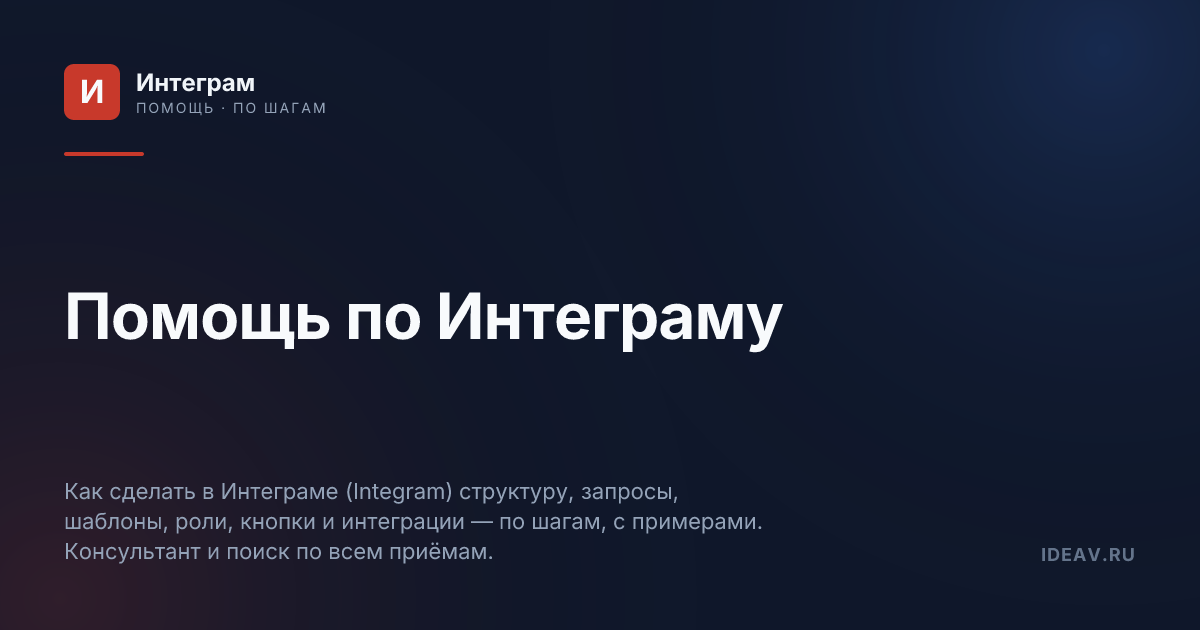 И
Интеграм
ПОМОЩЬ · ПО ШАГАМ
Помощь по Интеграму
Как сделать в Интеграме (Integram) структуру, запросы,
шаблоны, роли, кнопки и интеграции — по шагам, с примерами.
Консультант и поиск по всем приёмам.
IDEAV.RU